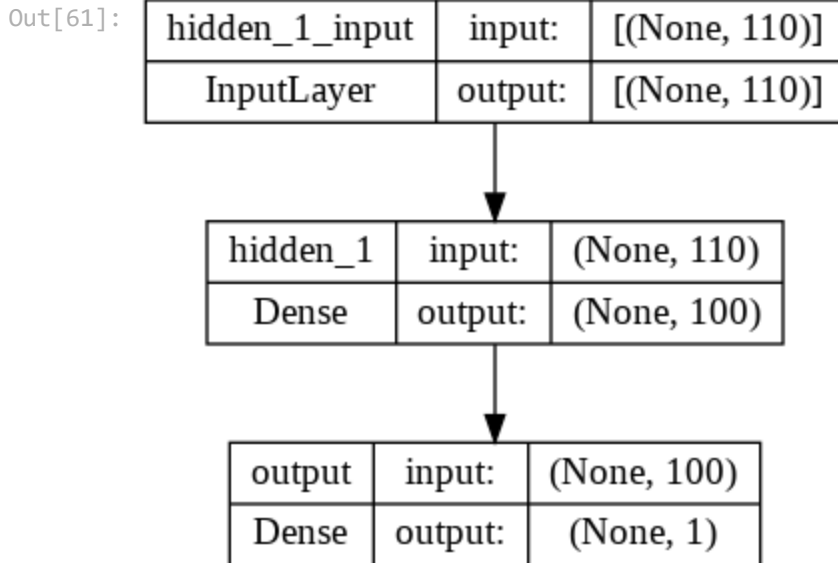 Out[61]:
hidden_1_input input: [(None, 110)]
InputLayer output: [(None, 110)]
hidden_1 input: (None, 110)
Dense output: (None, 100)
output input: (None, 100)
Dense output: (None, 1)